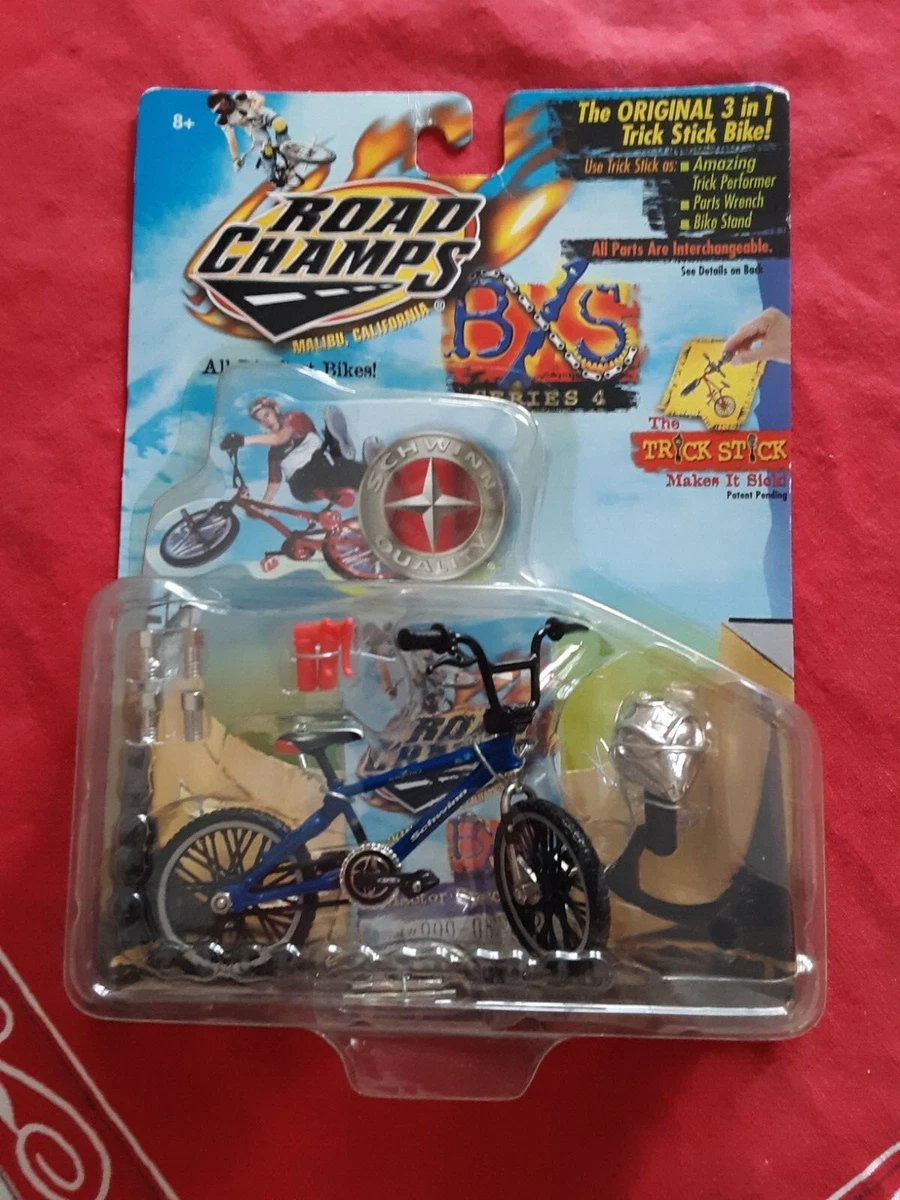 8+
The ORIGINAL 3 in 1
Trick Stick Bike!
Use Trick Stick as: ■ Amazing
Trick Performer
■ Parts Wrench
■ Bike Stand
All Parts Are Interchangeable.
See Details on Back
ROAD
CHAMPS
MALIBU, CALIFORNIA ®
BXS
SERIES 4
All Bikes!
The
TRICK STICK
Makes It Sick!
Patent Pending
SCHWINN
QUALITY
Schwinn